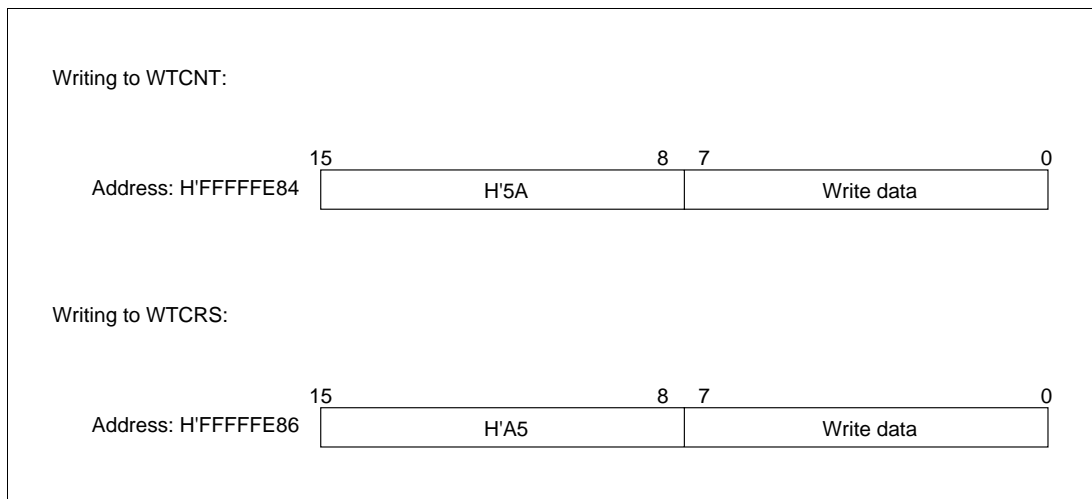 Writing to WTCNT:
15 8 7 0
Address: H'FFFFFE84 H'5A Write data
Writing to WTCRS:
15 8 7 0
Address: H'FFFFFE86 H'A5 Write data